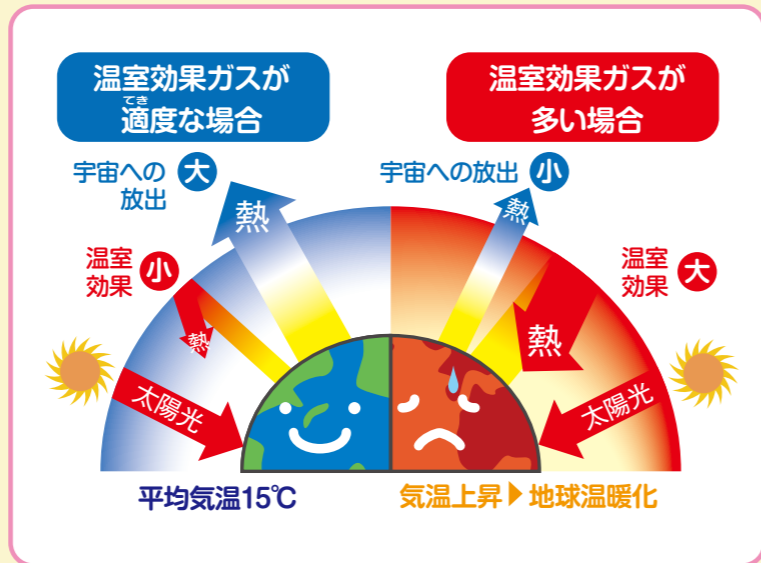 温室効果ガスが
てき
適度な場合
宇宙への
放出
大
熱
温室
効果
小
熱
太陽光
平均気温15℃
温室効果ガスが
多い場合
宇宙への放出
小
熱
温室
効果
大
熱
太陽光
気温上昇▶地球温暖化